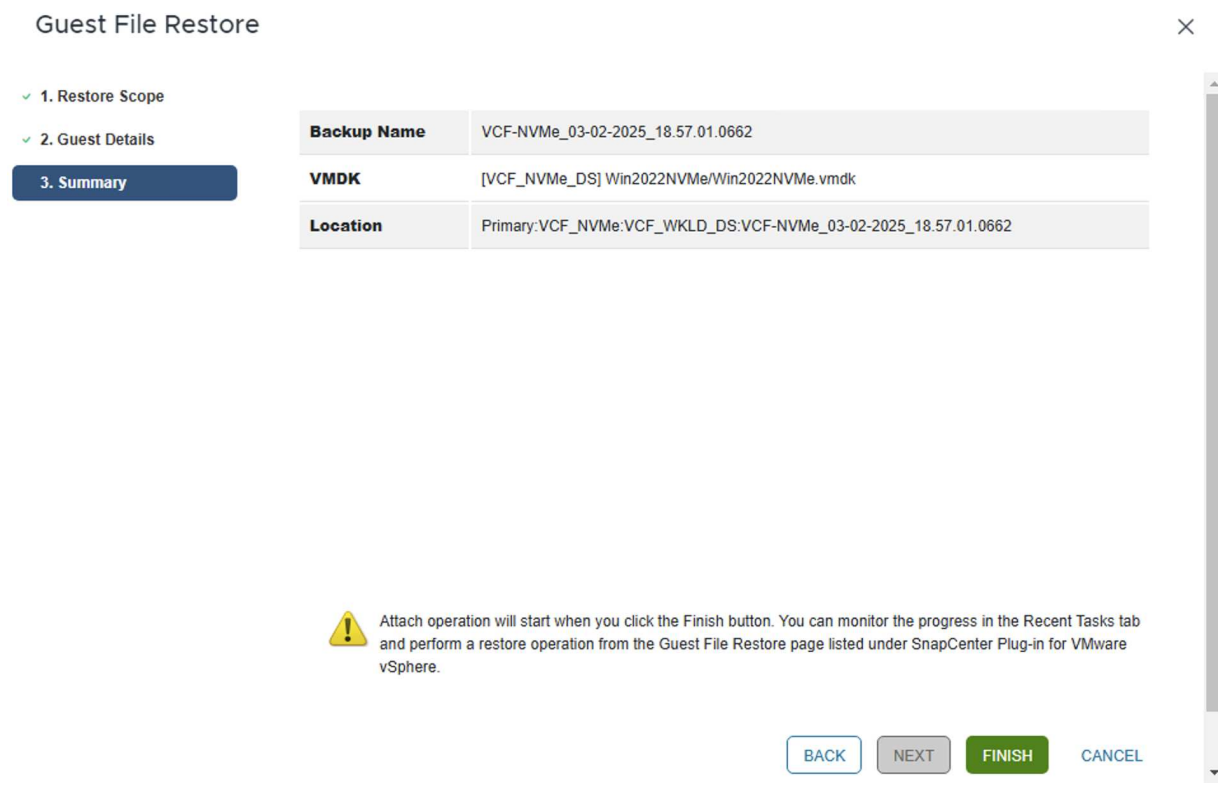 Guest File Restore
1. Restore Scope
2. Guest Details
3. Summary
Backup Name VCF-NVMe_03-02-2025_18.57.01.0662
VMDK [VCF_NVMe_DS] Win2022NVMe/Win2022NVMe.vmdk
Location Primary:VCF_NVMe:VCF_WKLD_DS:VCF-NVMe_03-02-2025_18.57.01.0662
Attach operation will start when you click the Finish button. You can monitor the progress in the Recent Tasks tab
and perform a restore operation from the Guest File Restore page listed under SnapCenter Plug-in for VMware
vSphere.
BACK NEXT FINISH CANCEL